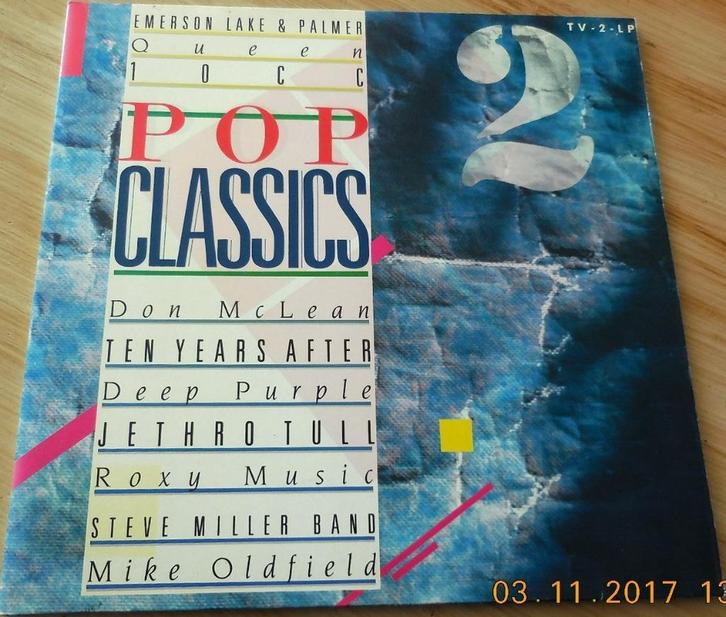 EMERSON LAKE & PALMER
Queen
10CC
POP
CLASSICS
Don McLean
TEN YEARS AFTER
Deep Purple
JETHRO TULL
Roxy Music
STEVE MILLER BAND
Mike Oldfield
TV-2-LP
2
03.11.2017 13